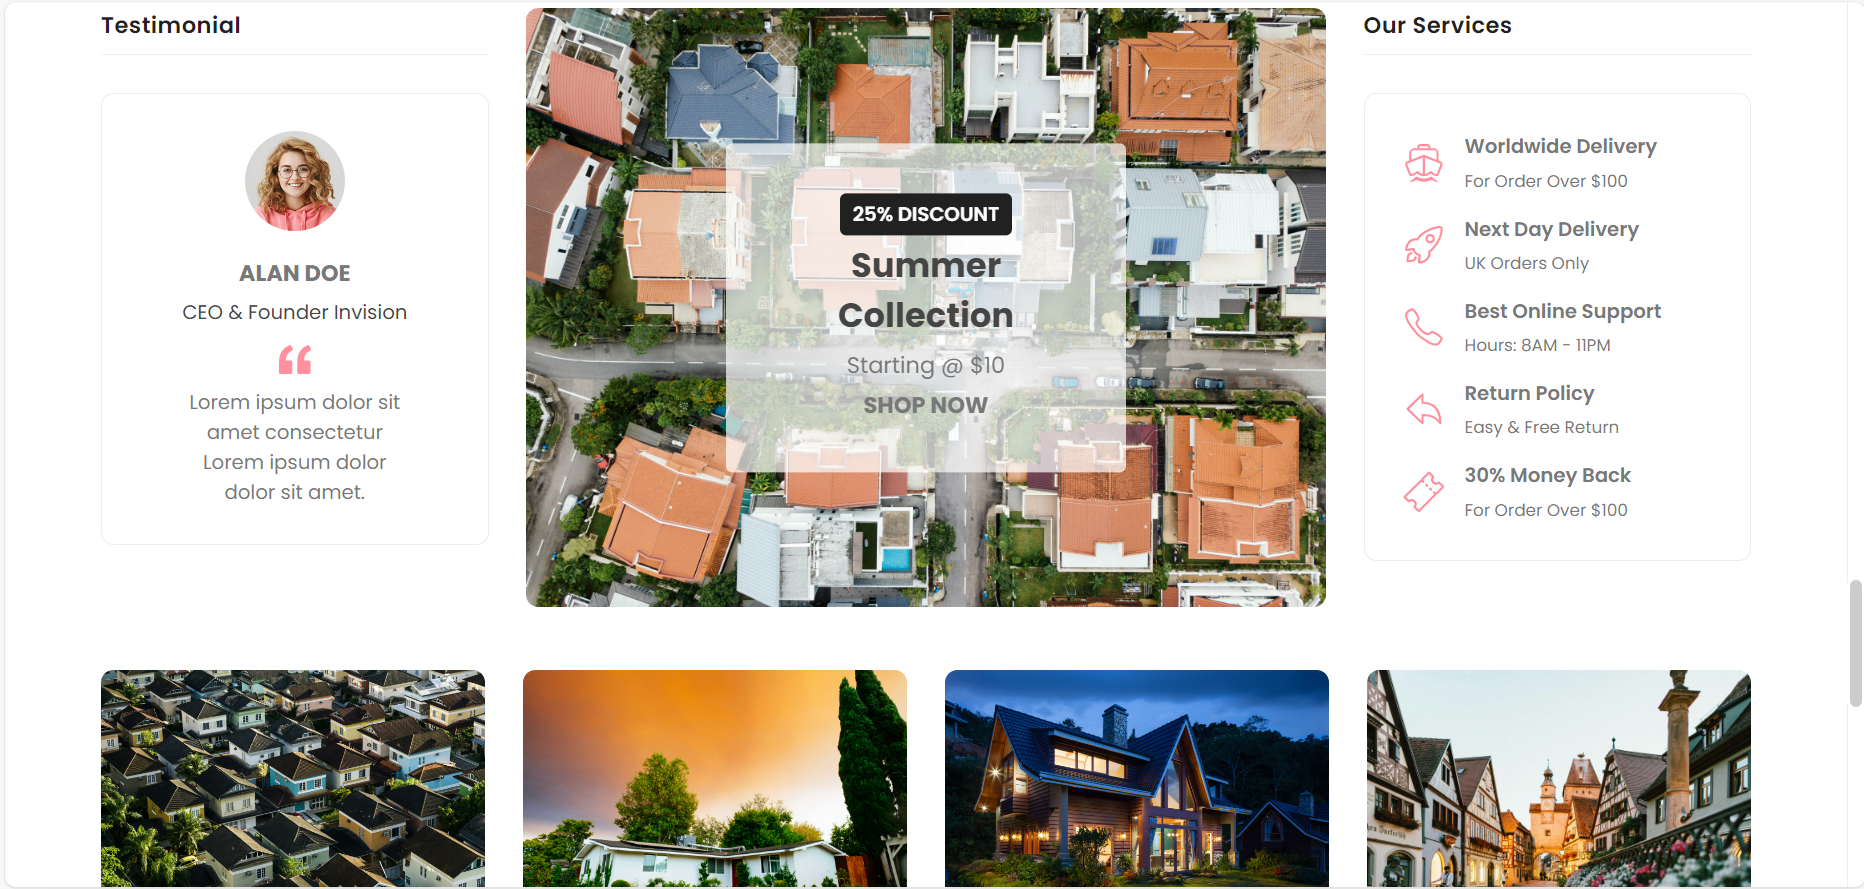 Testimonial
ALAN DOE
CEO & Founder Invision
Lorem ipsum dolor sit
amet consectetur
Lorem ipsum dolor
dolor sit amet.
25% DISCOUNT
Summer
Collection
Starting @ $10
SHOP NOW
Our Services
Worldwide Delivery
For Order Over $100
Next Day Delivery
UK Orders Only
Best Online Support
Hours: 8AM - 11PM
Return Policy
Easy & Free Return
30% Money Back
For Order Over $100